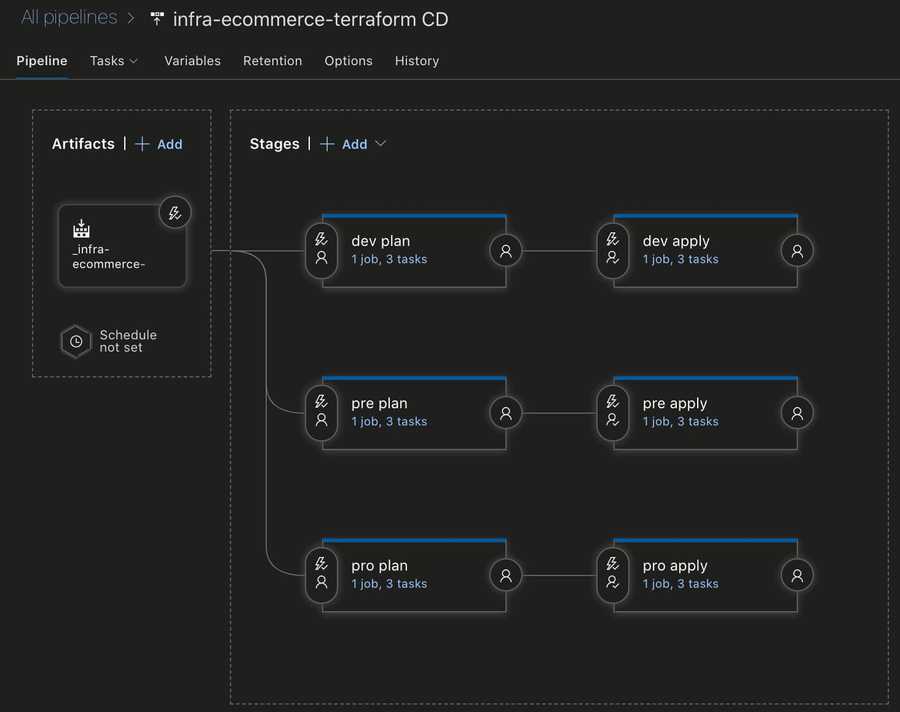 All pipelines > infra-ecommerce-terraform CD
Pipeline Tasks Variables Retention Options History
Artifacts | + Add
Stages | + Add
_infra-
ecommerce-
Schedule
not set
dev plan
1 job, 3 tasks
dev apply
1 job, 3 tasks
pre plan
1 job, 3 tasks
pre apply
1 job, 3 tasks
pro plan
1 job, 3 tasks
pro apply
1 job, 3 tasks